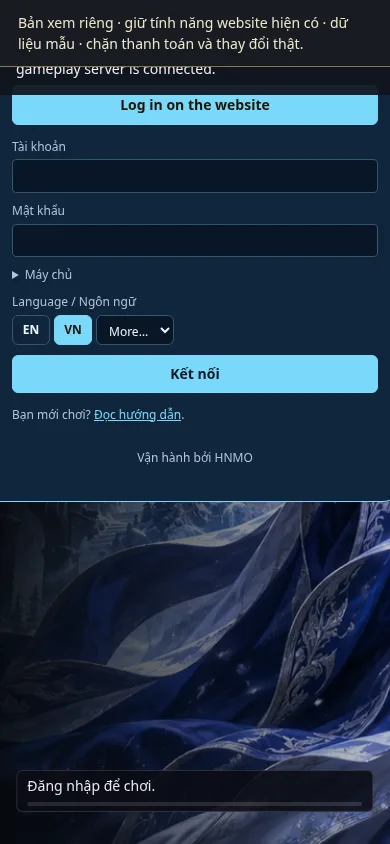 Bản xem riêng · giữ tính năng website hiện có · dữ
liệu mẫu · chặn thanh toán và thay đổi thật.
gameplay server is connected.
Log in on the website
Tài khoản
Mật khẩu
Máy chủ
Language / Ngôn ngữ
EN VN More...
Kết nối
Bạn mới chơi? Đọc hướng dẫn.
Vận hành bởi HNMO
Đăng nhập để chơi.